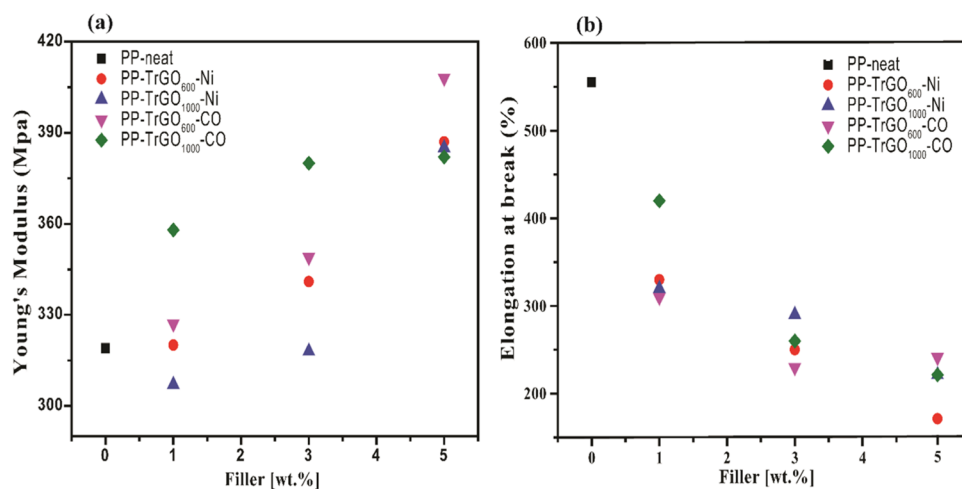 (a)
420
390
360
330
300
Young's Modulus (Mpa)
PP-neat
PP-TrGO600-Ni
PP-TrGO1000-Ni
PP-TrGO600-CO
PP-TrGO1000-CO
0 1 2 3 4 5
Filler [wt.%]
(b)
600
500
400
300
200
Elongation at break (%)
PP-neat
PP-TrGO600-Ni
PP-TrGO1000-Ni
PP-TrGO600-CO
PP-TrGO1000-CO
0 1 2 3 4 5
Filler [wt.%]